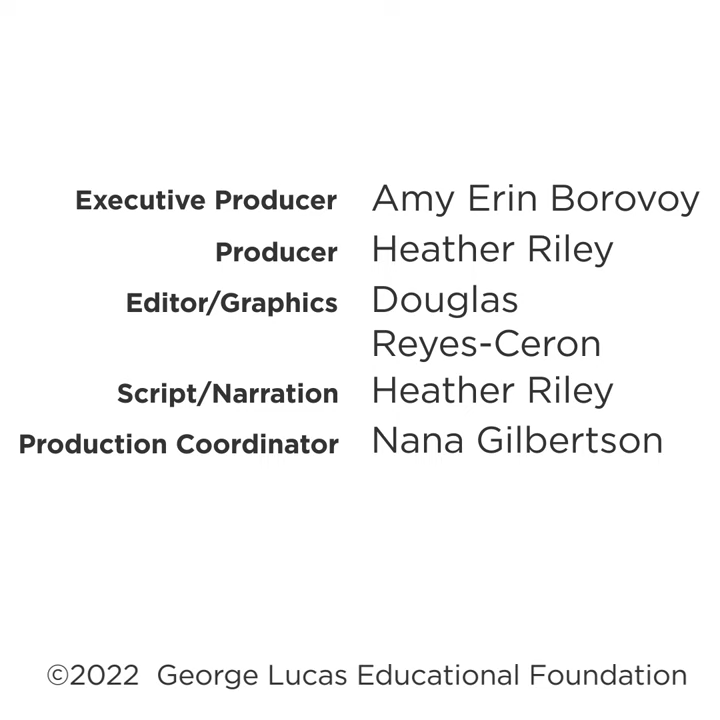 Executive Producer Amy Erin Borovoy
Producer Heather Riley
Editor/Graphics Douglas
Reyes-Ceron
Script/Narration Heather Riley
Production Coordinator Nana Gilbertson
©2022 George Lucas Educational Foundation